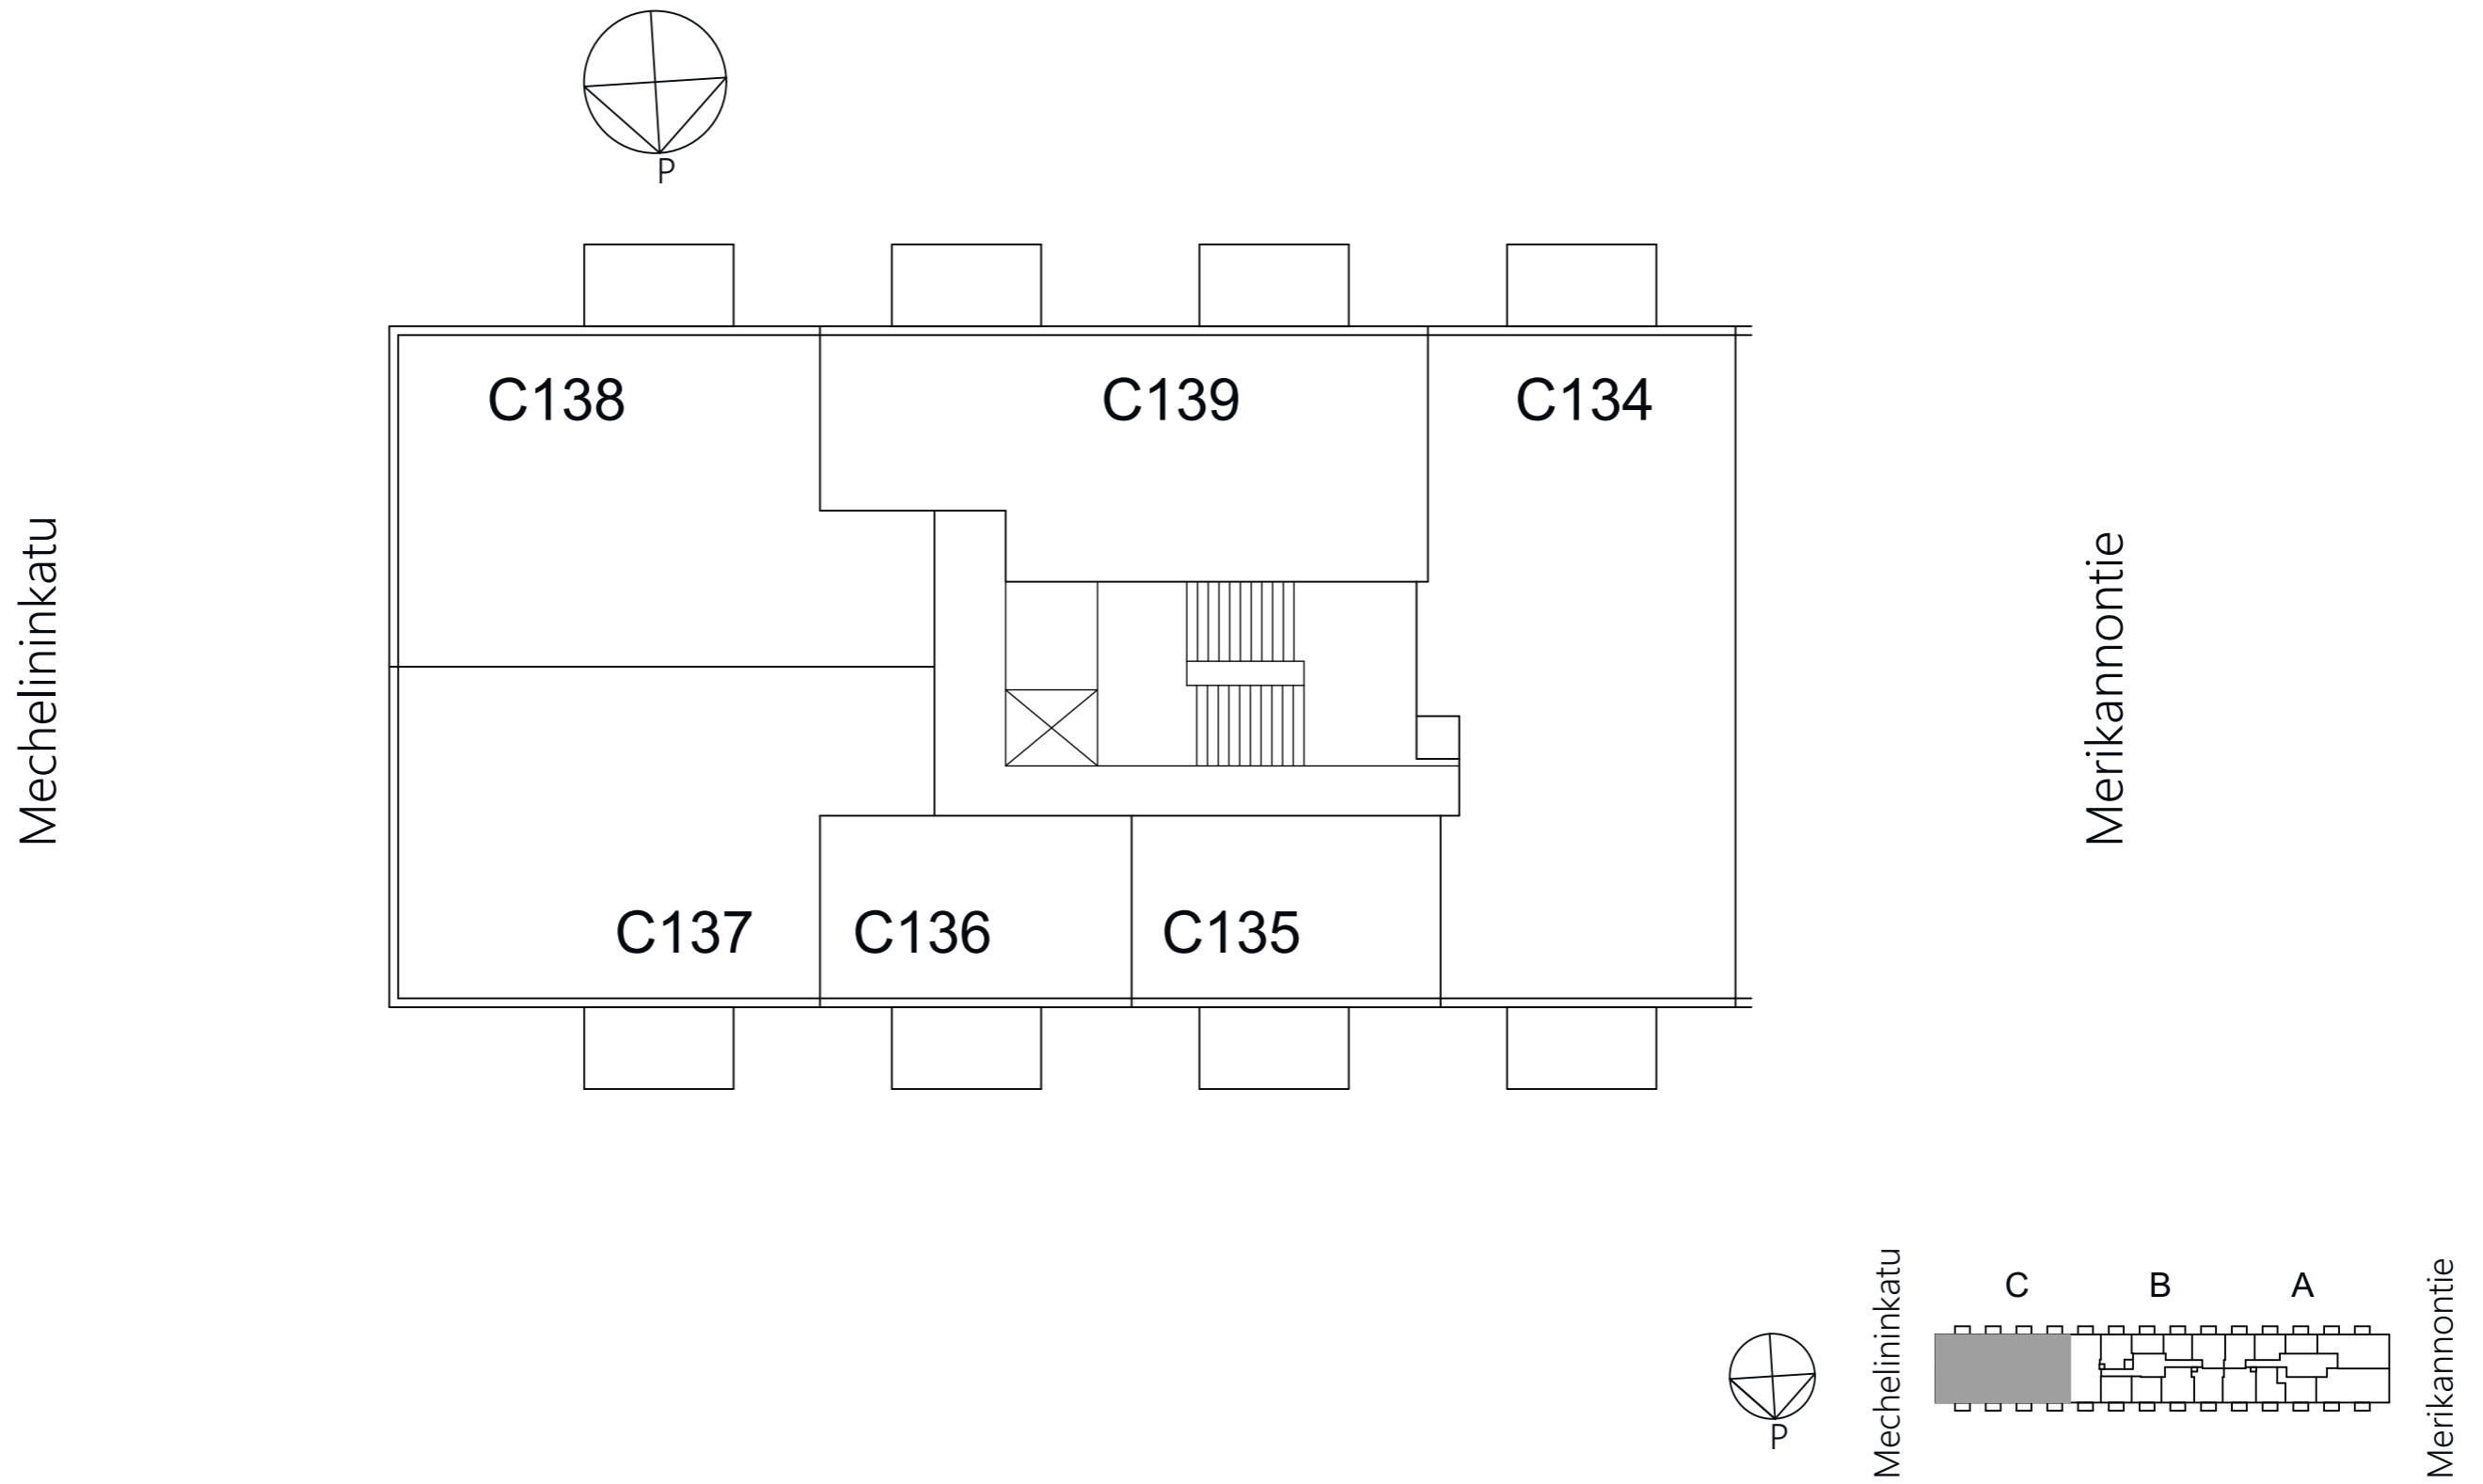 P
C138
C139
C134
Mechelininkatu
Merikannontie
C137
C136
C135
C
B
A
Mechelininkatu
Merikannontie
P